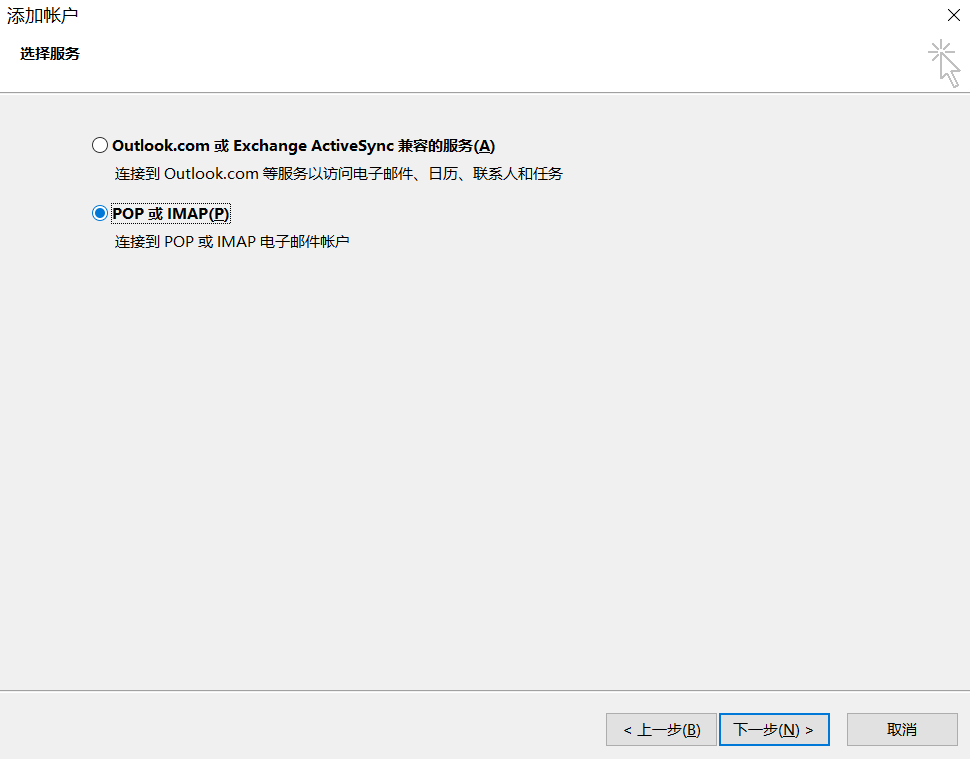 添加帐户
选择服务
Outlook.com 或 Exchange ActiveSync 兼容的服务(A)
连接到 Outlook.com 等服务以访问电子邮件、日历、联系人和任务
POP 或 IMAP(P)
连接到 POP 或 IMAP 电子邮件帐户
< 上一步(B) 下一步(N) > 取消